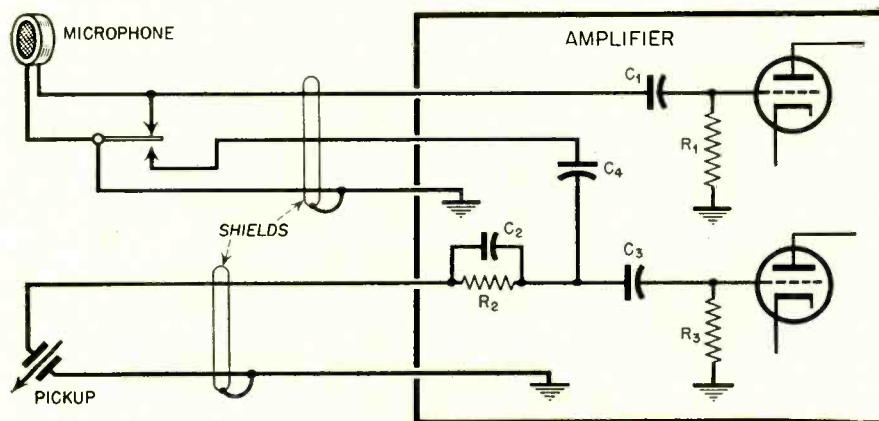 MICROPHONE
AMPLIFIER
C1
R1
C4
SHIELDS
C2
R2
C3
R3
PICKUP